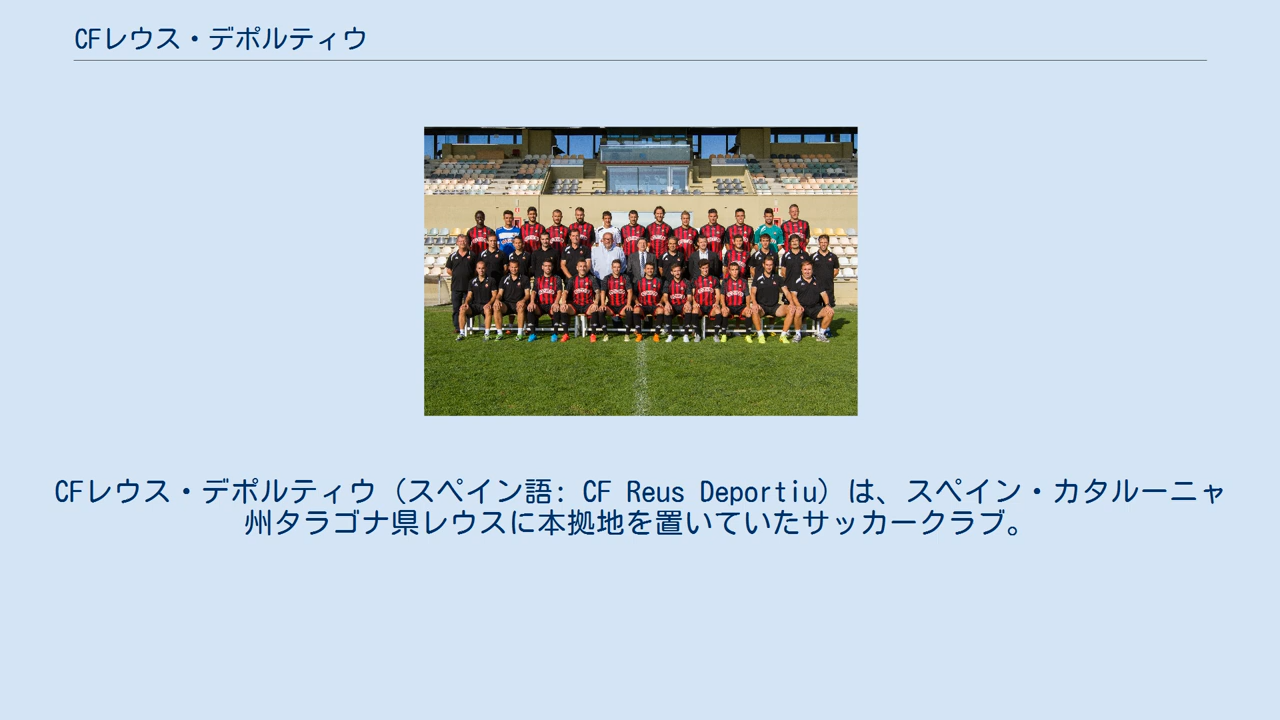 CFレウス・デポルティウ
CFレウス・デポルティウ（スペイン語: CF Reus Deportiu）は、スペイン・カタルーニャ
州タラゴナ県レウスに本拠地を置いていたサッカークラブ。